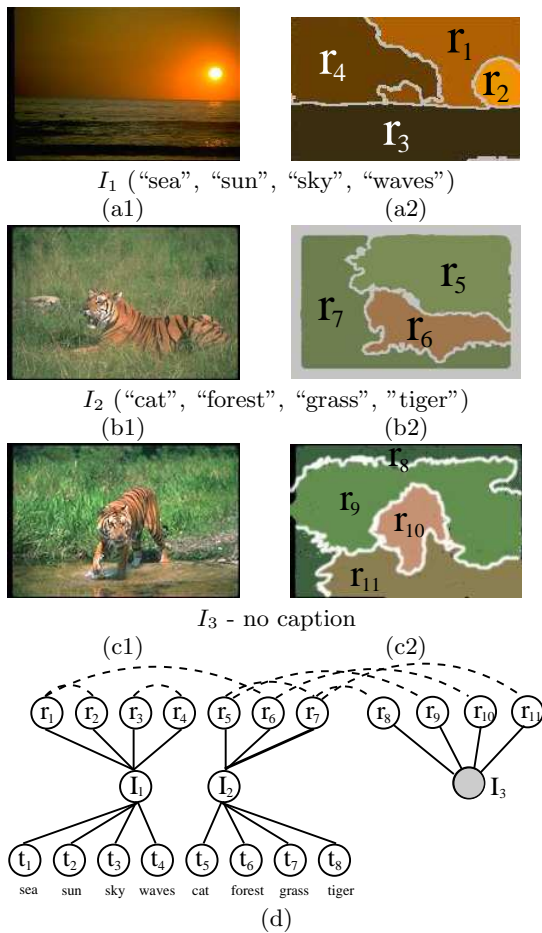 r4 r1 r2 r3
I1 (“sea”, “sun”, “sky”, “waves”)
(a1) (a2)
r7 r5 r6
I2 (“cat”, “forest”, “grass”, ”tiger”)
(b1) (b2)
r8 r9 r10 r11
I3 - no caption
(c1) (c2)
r1 r2 r3 r4 r5 r6 r7 r8 r9 r10 r11
I1 I2 I3
t1 t2 t3 t4 t5 t6 t7 t8
sea sun sky waves cat forest grass tiger
(d)